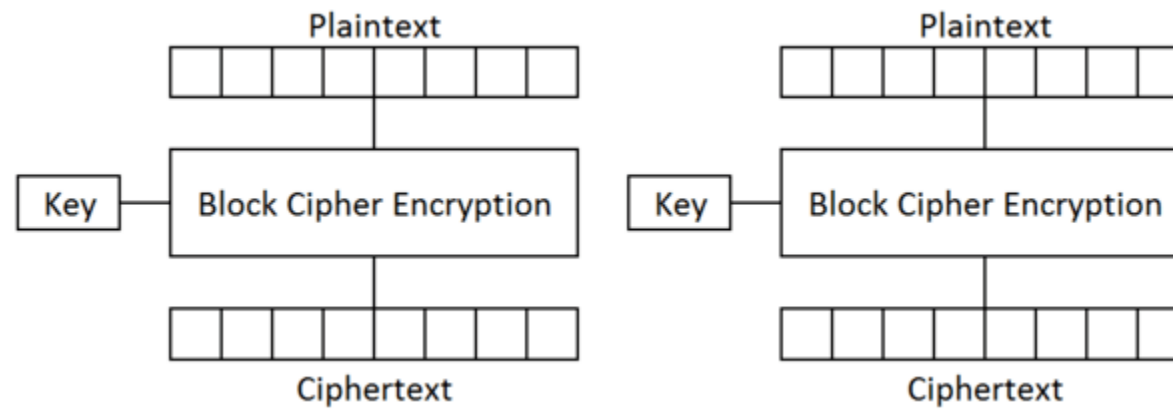 Plaintext
Key
Block Cipher Encryption
Ciphertext
Plaintext
Key
Block Cipher Encryption
Ciphertext